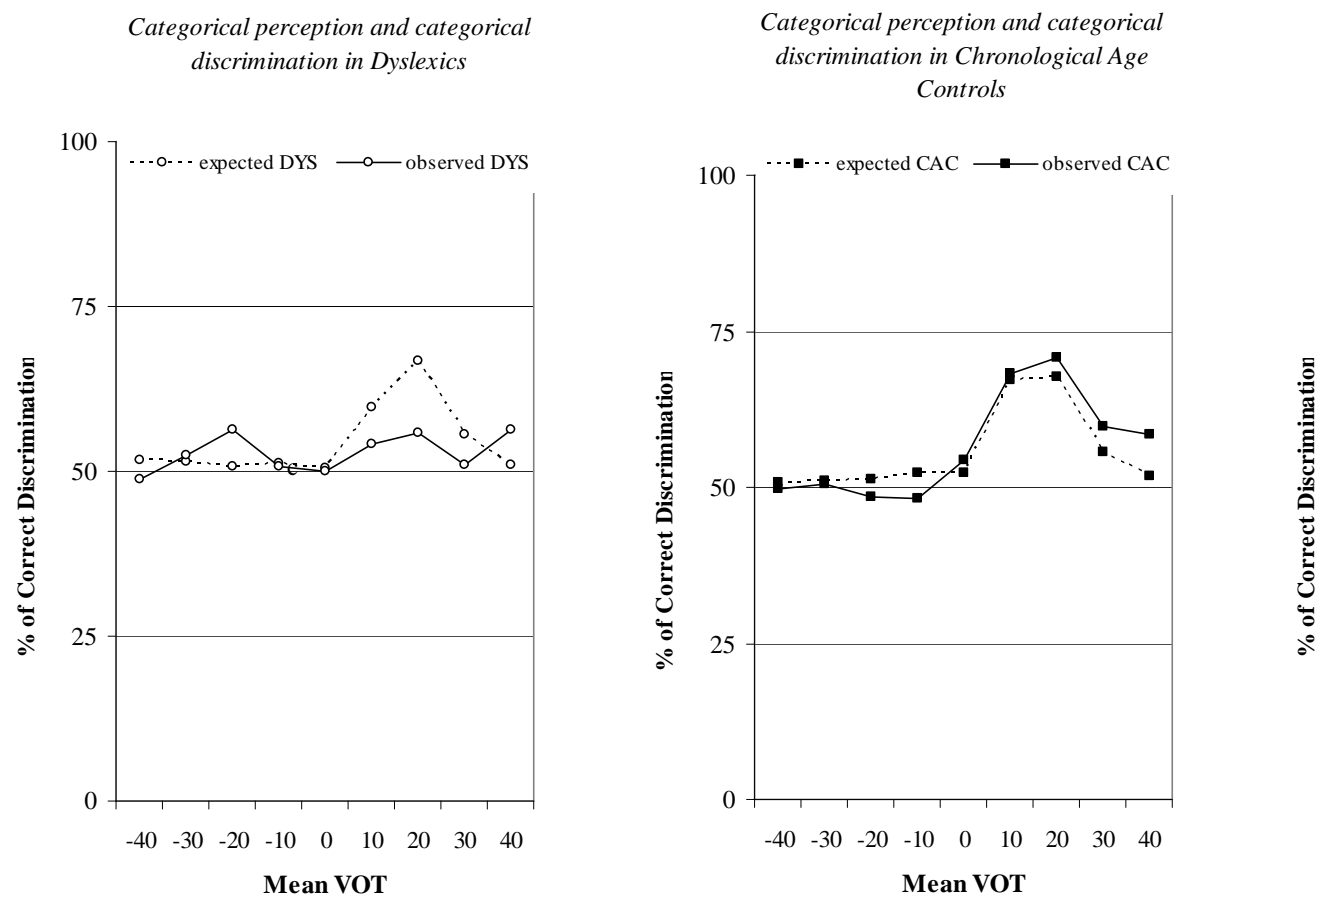 Categorical perception and categorical
discrimination in Dyslexics
100
expected DYS
observed DYS
75
50
25
0
% of Correct Discrimination
-40 -30 -20 -10 0 10 20 30 40
Mean VOT
Categorical perception and categorical
discrimination in Chronological Age
Controls
100
expected CAC
observed CAC
75
50
25
0
% of Correct Discrimination
-40 -30 -20 -10 0 10 20 30 40
Mean VOT
% of Correct Discrimination